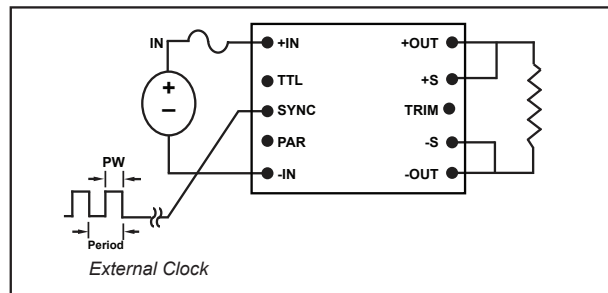 IN
+IN
+OUT
TTL
+S
SYNC
TRIM
PAR
-S
-IN
-OUT
PW
Period
External Clock